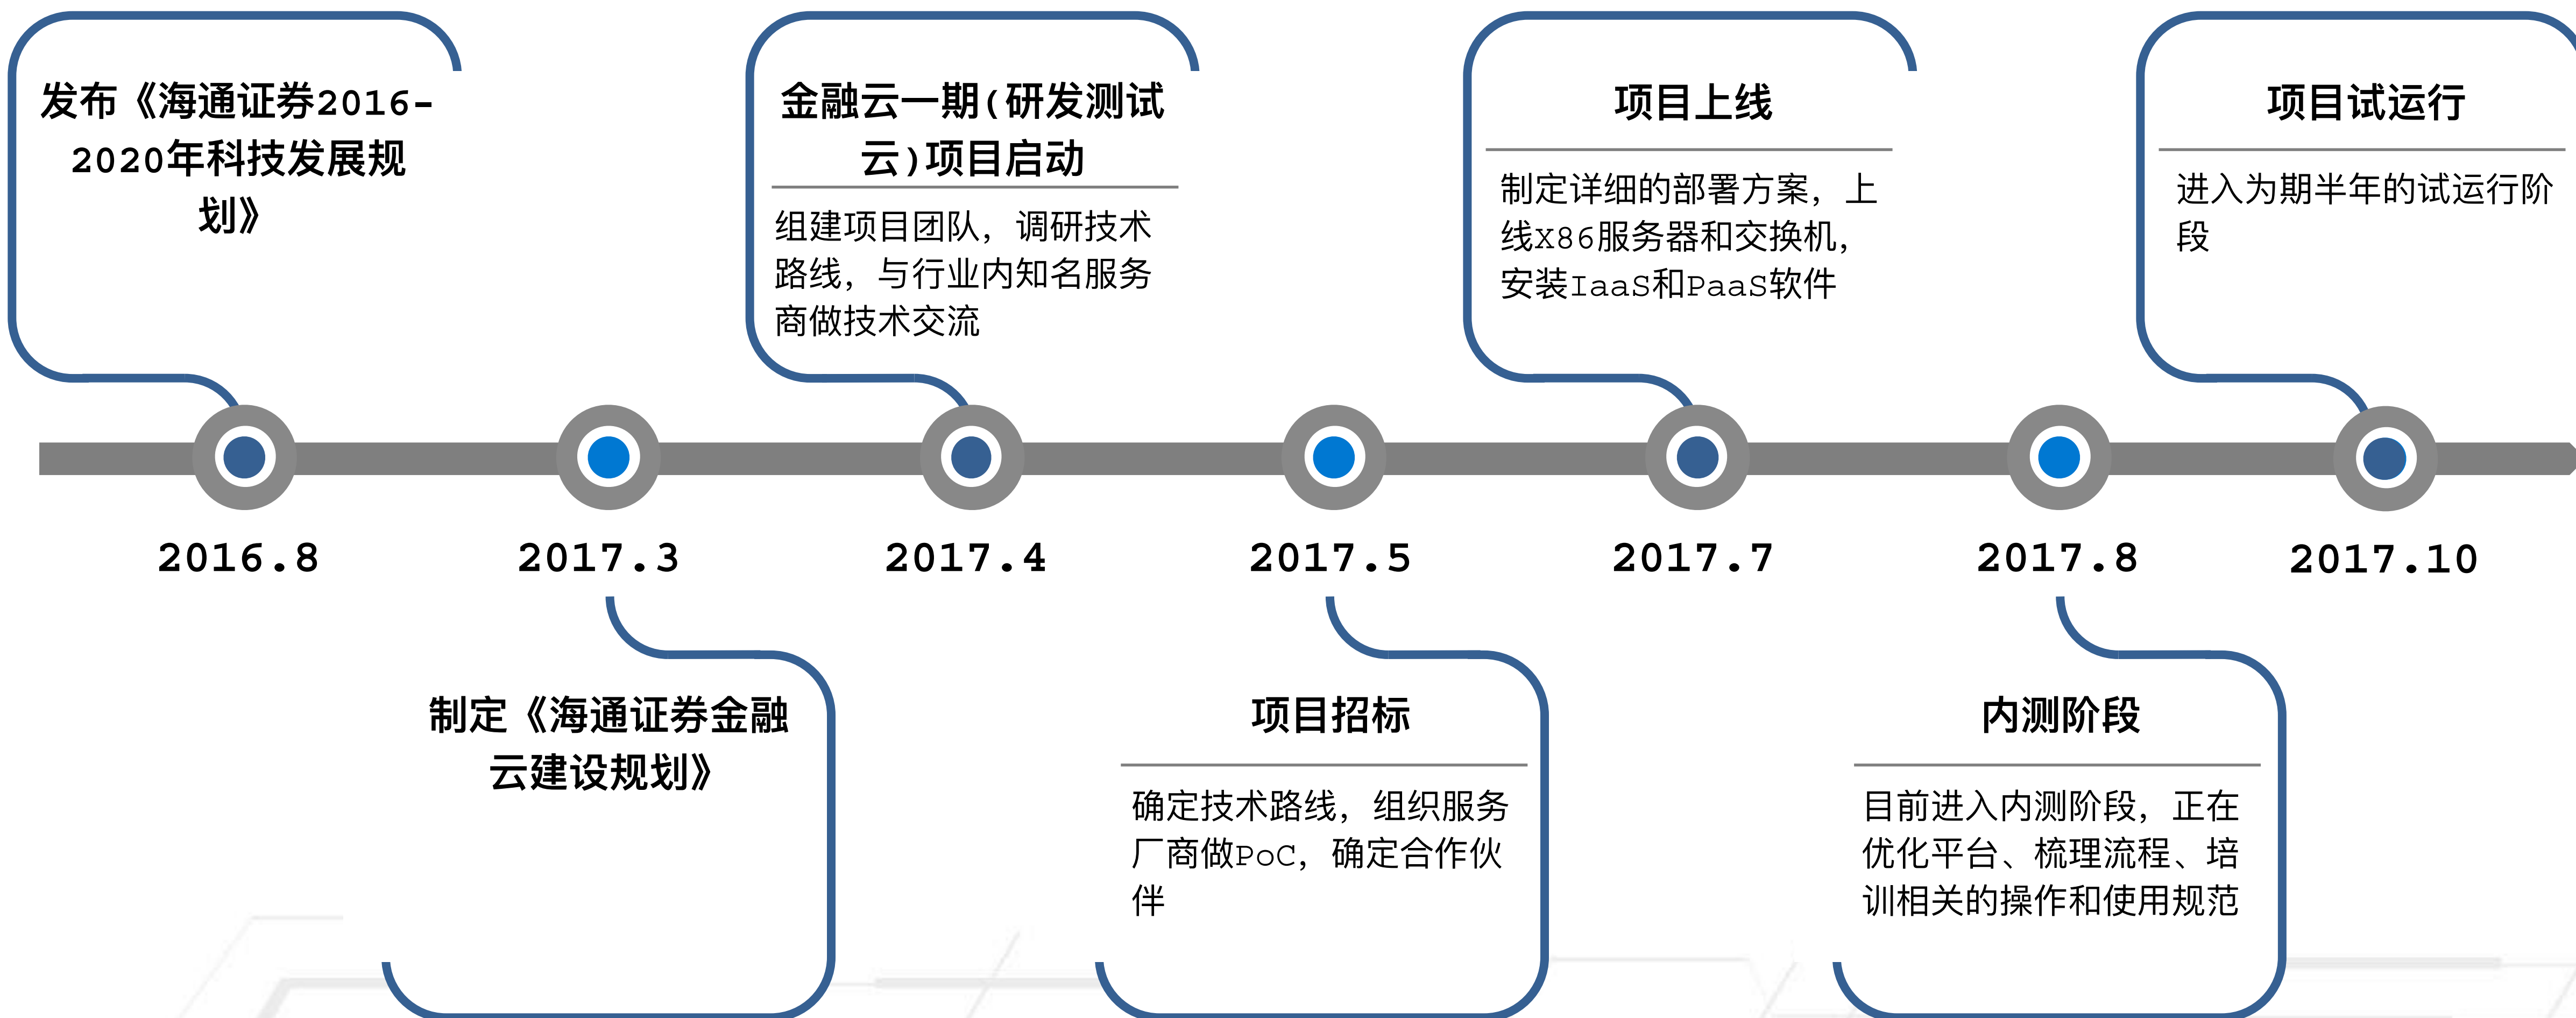 发布《海通证券2016-
2020年科技发展规
划》
金融云一期(研发测试
云)项目启动
组建项目团队，调研技术
路线，与行业内知名服务
商做技术交流
项目上线
制定详细的部署方案，上
线X86服务器和交换机，
安装IaaS和PaaS软件
项目试运行
进入为期半年的试运行阶
段
2016.8
2017.3
2017.4
2017.5
2017.7
2017.8
2017.10
制定《海通证券金融
云建设规划》
项目招标
确定技术路线，组织服务
厂商做PoC，确定合作伙
伴
内测阶段
目前进入内测阶段，正在
优化平台、梳理流程、培
训相关的操作和使用规范